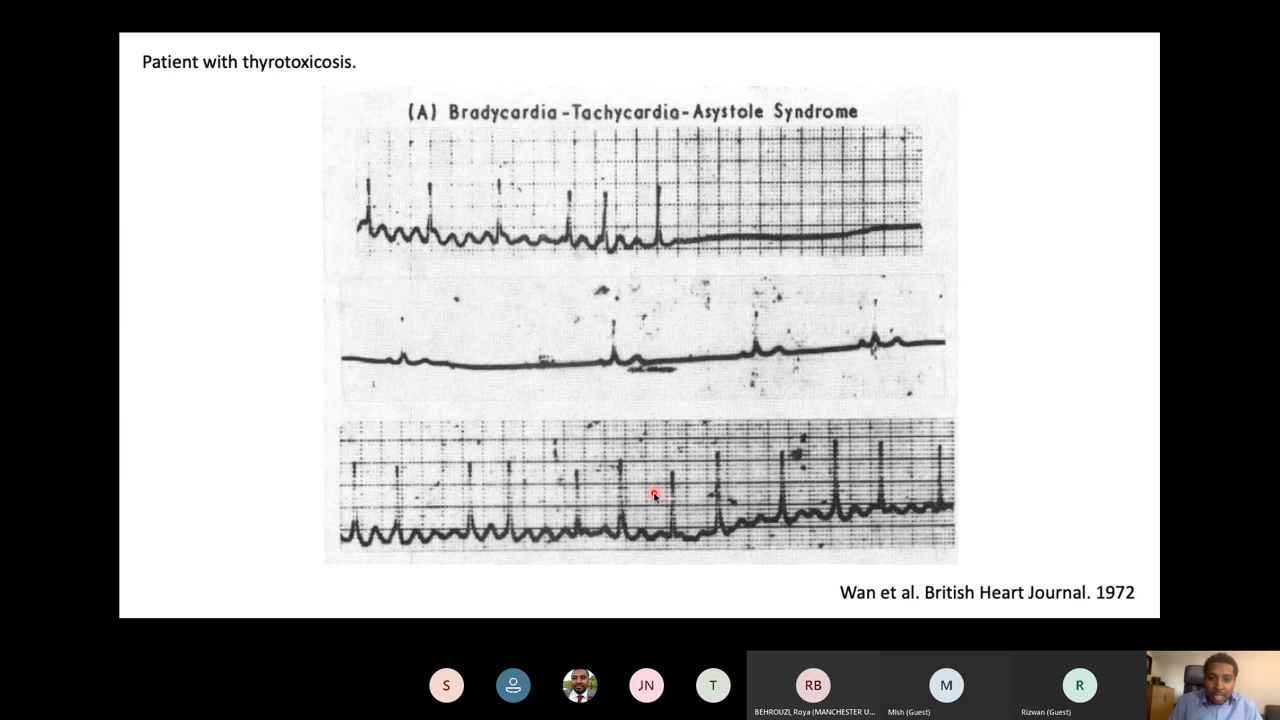 Patient with thyrotoxicosis.
(A) Bradycardia-Tachycardia-Asystole Syndrome
Wan et al. British Heart Journal. 1972
S
JN
T
RB
M
R
BEHROUZI, Roya (MANCHESTER U...
MIsh (Guest)
Rizwan (Guest)